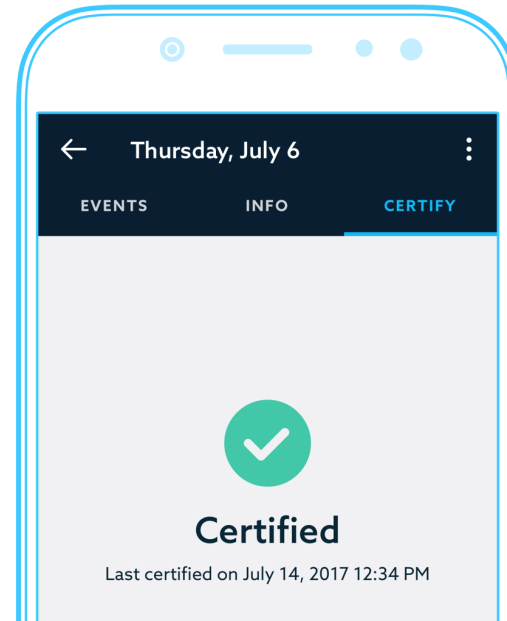 Thursday, July 6
EVENTS INFO CERTIFY
Certified
Last certified on July 14, 2017 12:34 PM